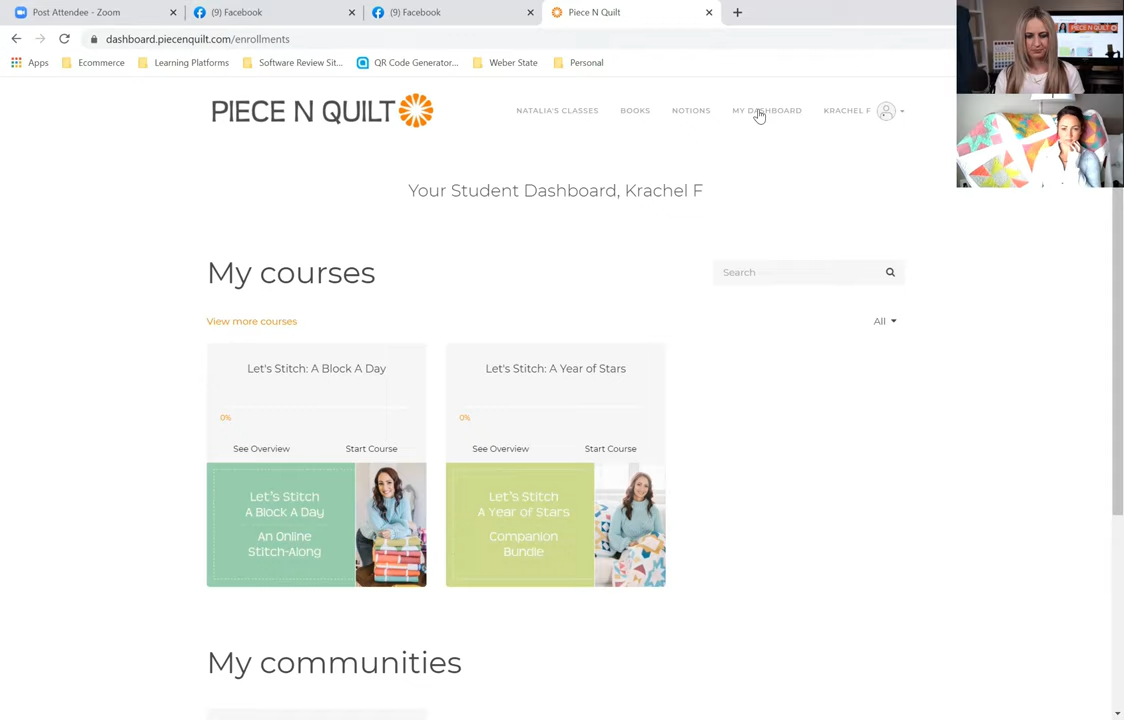 Post Attendee - Zoom
(9) Facebook
(9) Facebook
Piece N Quilt
dashboard.piecenquilt.com/enrollments
Apps
Ecommerce
Learning Platforms
Software Review Sit...
QR Code Generator...
Weber State
Personal
PIECE N QUILT
NATALIA'S CLASSES
BOOKS
NOTIONS
MY DASHBOARD
KRACHEL F
Your Student Dashboard, Krachel F
My courses
Search
View more courses
All
Let's Stitch: A Block A Day
0%
See Overview
Start Course
Let's Stitch
A Block A Day
An Online
Stitch-Along
Let's Stitch: A Year of Stars
0%
See Overview
Start Course
Let's Stitch
A Year of Stars
Companion
Bundle
My communities